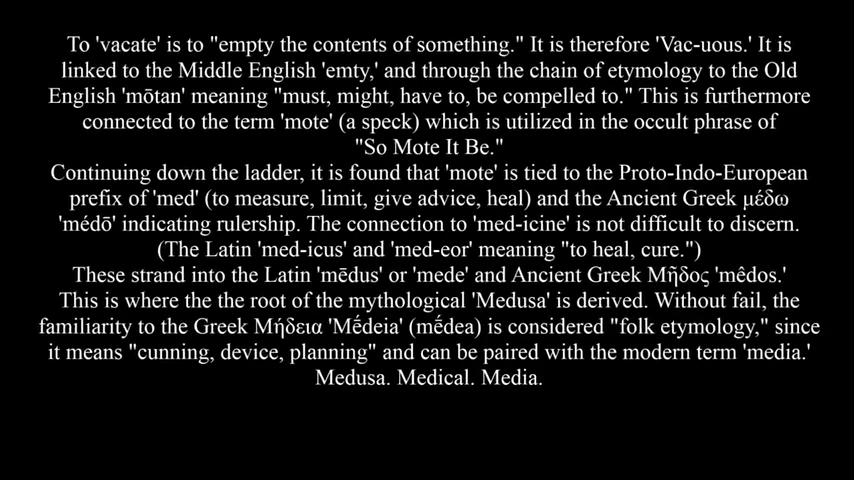 To 'vacate' is to "empty the contents of something." It is therefore 'Vac-uous.' It is
linked to the Middle English 'emty,' and through the chain of etymology to the Old
English 'mōtan' meaning "must, might, have to, be compelled to." This is furthermore
connected to the term 'mote' (a speck) which is utilized in the occult phrase of
"So Mote It Be."
Continuing down the ladder, it is found that 'mote' is tied to the Proto-Indo-European
prefix of 'med' (to measure, limit, give advice, heal) and the Ancient Greek μέδω
'médō' indicating rulership. The connection to 'med-icine' is not difficult to discern.
(The Latin 'med-icus' and 'med-eor' meaning "to heal, cure.")
These strand into the Latin 'mēdus' or 'mede' and Ancient Greek Μῆδος 'mêdos.'
This is where the the root of the mythological 'Medusa' is derived. Without fail, the
familiarity to the Greek Μήδεια 'Mḗdeia' (mḗdea) is considered "folk etymology," since
it means "cunning, device, planning" and can be paired with the modern term 'media.'
Medusa. Medical. Media.